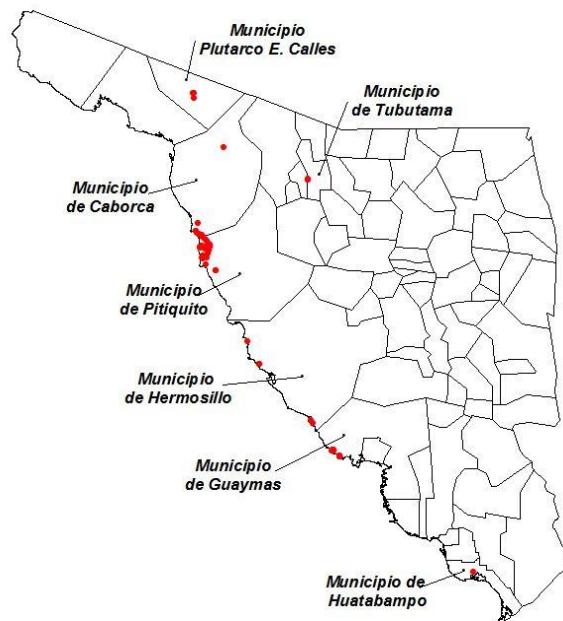 Municipio
Plutarco E. Calles
Municipio
de Tubutama
Municipio
de Caborca
Municipio
de Pitiquito
Municipio
de Hermosillo
Municipio
de Guaymas
Municipio de
Huatabampo